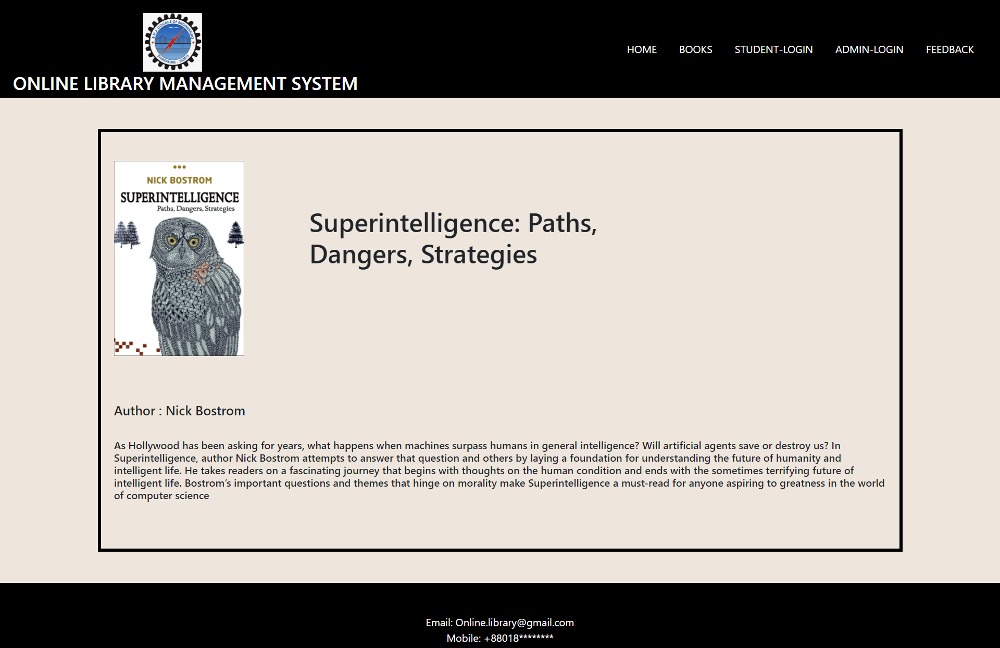 B.M.S. COLLEGE OF ENGINEERING
BANGALORE - 560019
ONLINE LIBRARY MANAGEMENT SYSTEM
HOME BOOKS STUDENT-LOGIN ADMIN-LOGIN FEEDBACK
NICK BOSTROM
SUPERINTELLIGENCE
Paths, Dangers, Strategies
Superintelligence: Paths,
Dangers, Strategies
Author : Nick Bostrom
As Hollywood has been asking for years, what happens when machines surpass humans in general intelligence? Will artificial agents save or destroy us? In
Superintelligence, author Nick Bostrom attempts to answer that question and others by laying a foundation for understanding the future of humanity and
intelligent life. He takes readers on a fascinating journey that begins with thoughts on the human condition and ends with the sometimes terrifying future of
intelligent life. Bostrom’s important questions and themes that hinge on morality make Superintelligence a must-read for anyone aspiring to greatness in the world
of computer science
Email: Online.library@gmail.com
Mobile: +88018********